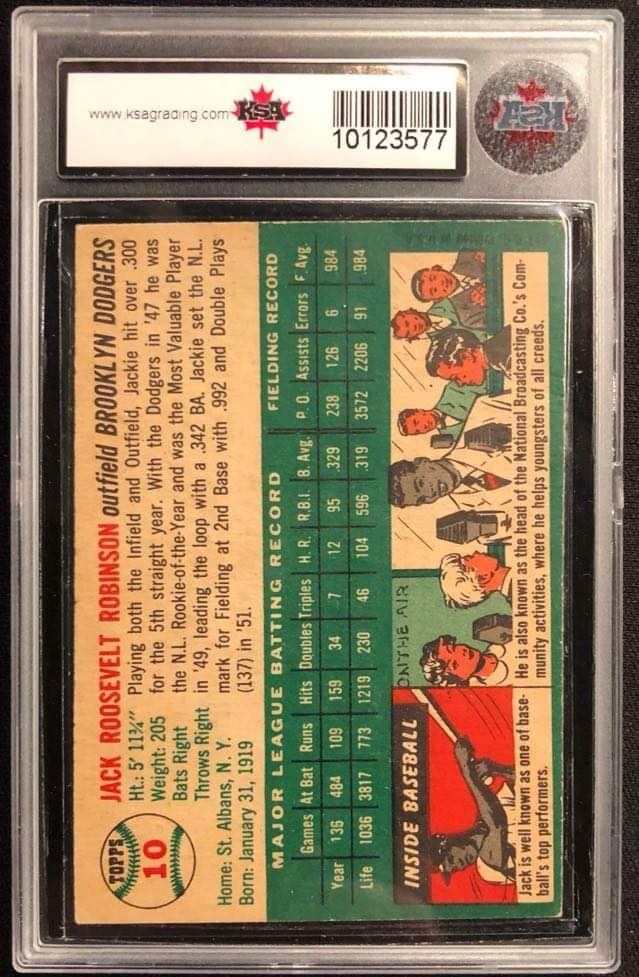 www.ksagrading.com
KSA
10123577
KSA
TOPPS
10
JACK ROOSEVELT ROBINSON outfield BROOKLYN DODGERS
Ht.: 5' 11¾" Playing both the Infield and Outfield, Jackie hit over .300
Weight: 205 for the 5th straight year. With the Dodgers in '47 he was
Bats Right the N.L. Rookie-of-the-Year and was the Most Valuable Player
Throws Right in '49, leading the loop with a .342 BA. Jackie set the N.L.
Home: St. Albans, N. Y. mark for Fielding at 2nd Base with .992 and Double Plays
Born: January 31, 1919 (137) in '51.
MAJOR LEAGUE BATTING RECORD FIELDING RECORD
Games At Bat Runs Hits Doubles Triples H. R. R.B.I. B. Avg. P. O. Assists Errors F. Avg.
Year 136 484 109 159 34 7 12 95 .329 238 126 6 .984
Life 1036 3817 773 1219 230 46 104 596 .319 3572 2206 91 .984
INSIDE BASEBALL
ON THE AIR
Jack is well known as one of base-
ball's top performers.
He is also known as the head of the National Broadcasting Co.'s Com-
munity activities, where he helps youngsters of all creeds.
Printed in U.S.A.